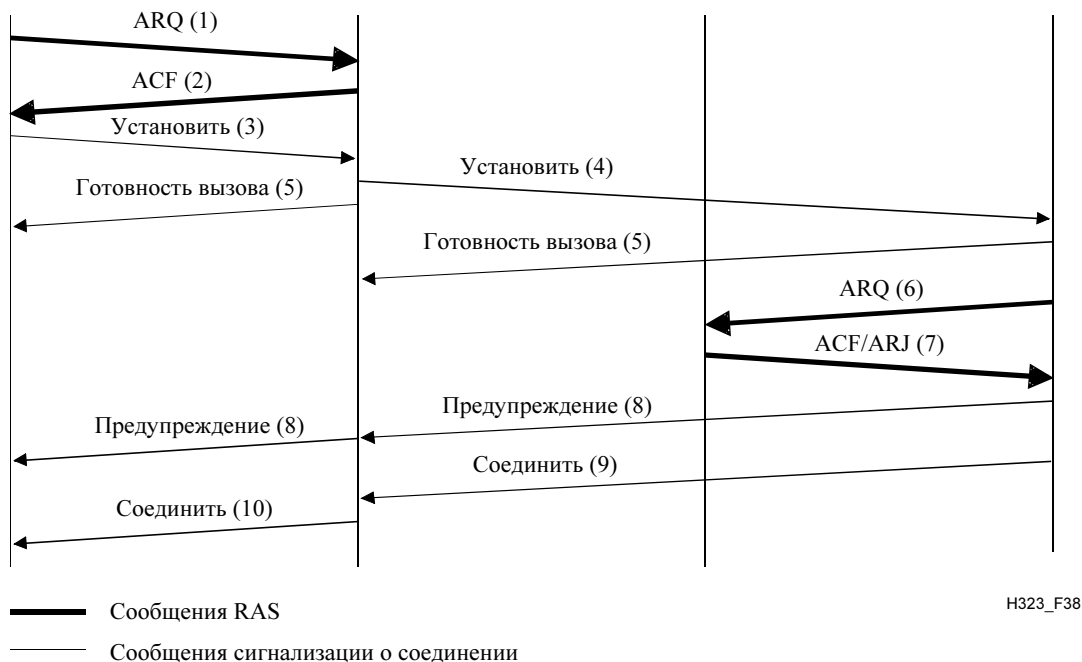 ARQ (1)
ACF (2)
Установить (3)
Установить (4)
Готовность вызова (5)
Готовность вызова (5)
ARQ (6)
ACF/ARJ (7)
Предупреждение (8)
Предупреждение (8)
Соединить (9)
Соединить (10)
Сообщения RAS
H323_F38
Сообщения сигнализации о соединении